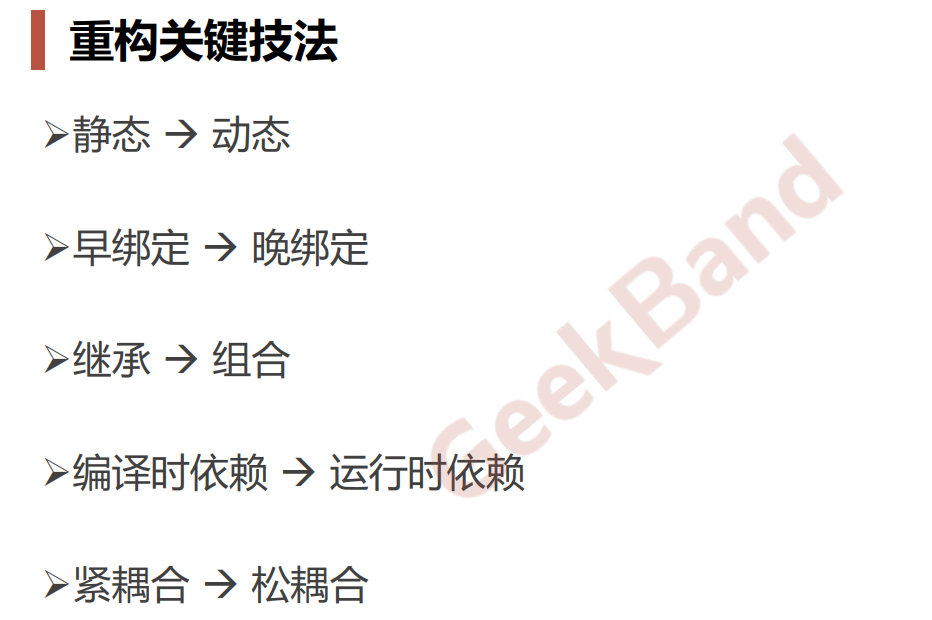 重构关键技法
➢静态 → 动态
➢早绑定 → 晚绑定
➢继承 → 组合
➢编译时依赖 → 运行时依赖
➢紧耦合 → 松耦合
GeekBand